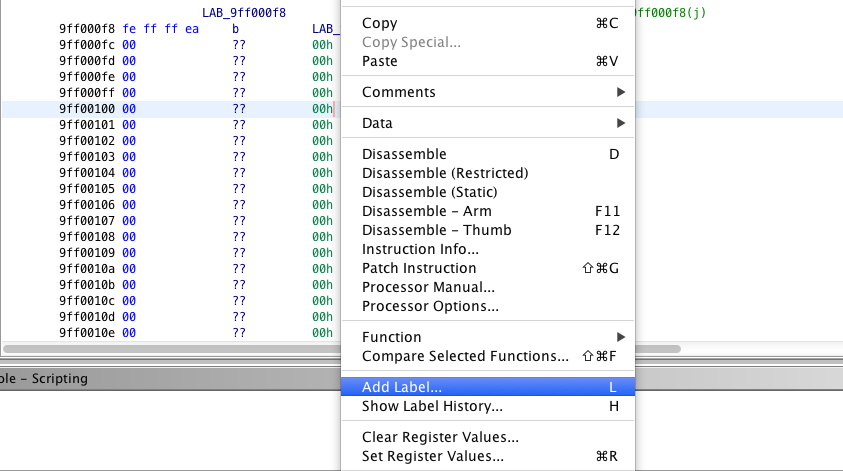 LAB_9ff000f8 9ff000f8(j)
9ff000f8 fe ff ff ea b LAB_
9ff000fc 00 ?? 00h
9ff000fd 00 ?? 00h
9ff000fe 00 ?? 00h
9ff000ff 00 ?? 00h
9ff00100 00 ?? 00h
9ff00101 00 ?? 00h
9ff00102 00 ?? 00h
9ff00103 00 ?? 00h
9ff00104 00 ?? 00h
9ff00105 00 ?? 00h
9ff00106 00 ?? 00h
9ff00107 00 ?? 00h
9ff00108 00 ?? 00h
9ff00109 00 ?? 00h
9ff0010a 00 ?? 00h
9ff0010b 00 ?? 00h
9ff0010c 00 ?? 00h
9ff0010d 00 ?? 00h
9ff0010e 00 ?? 00h
ole - Scripting
Copy ⌘C
Copy Special...
Paste ⌘V
Comments ▶
Data ▶
Disassemble D
Disassemble (Restricted)
Disassemble (Static)
Disassemble - Arm F11
Disassemble - Thumb F12
Instruction Info...
Patch Instruction ⇧⌘G
Processor Manual...
Processor Options...
Function ▶
Compare Selected Functions... ⇧⌘F
Add Label... L
Show Label History... H
Clear Register Values...
Set Register Values... ⌘R